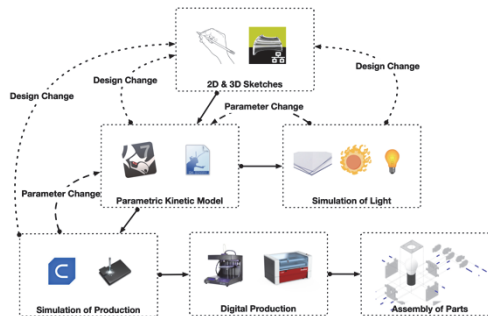 2D & 3D Sketches
Design Change
Design Change
Design Change
Parameter Change
Parametric Kinetic Model
Simulation of Light
Parameter Change
Simulation of Production
Digital Production
Assembly of Parts